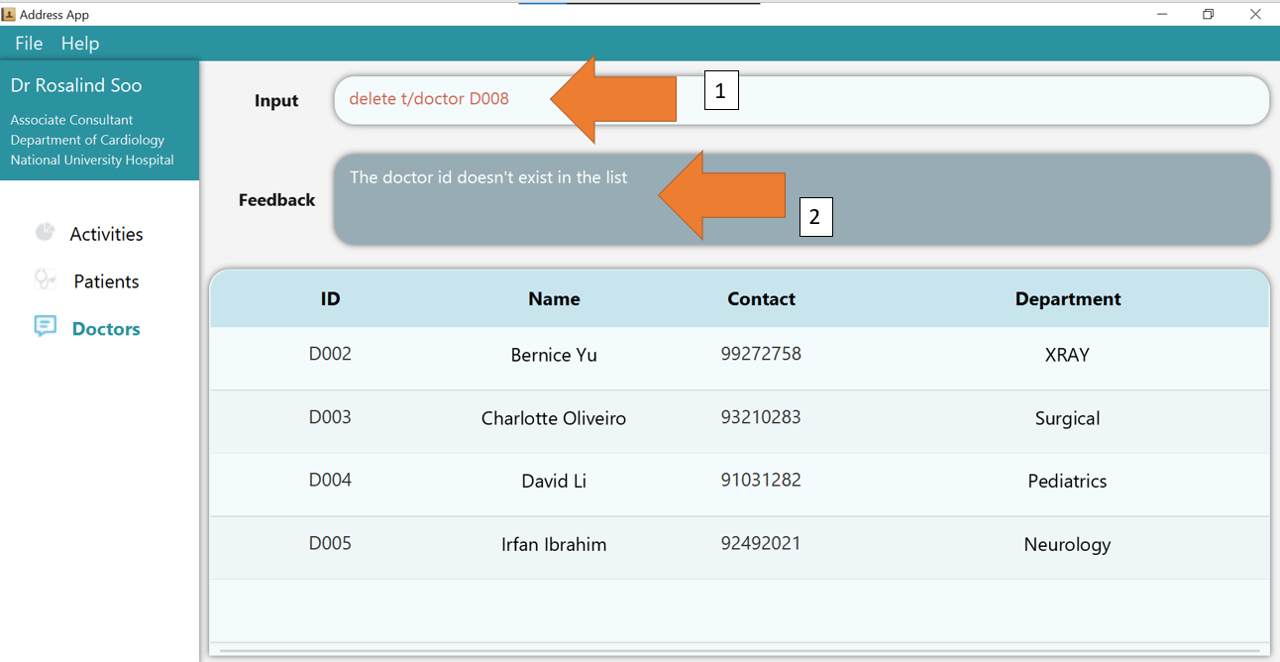 Address App
File Help
Dr Rosalind Soo
Associate Consultant
Department of Cardiology
National University Hospital
Activities
Patients
Doctors
Input
delete t/doctor D008
1
Feedback
The doctor id doesn't exist in the list
2
ID Name Contact Department
D002 Bernice Yu 99272758 XRAY
D003 Charlotte Oliveiro 93210283 Surgical
D004 David Li 91031282 Pediatrics
D005 Irfan Ibrahim 92492021 Neurology